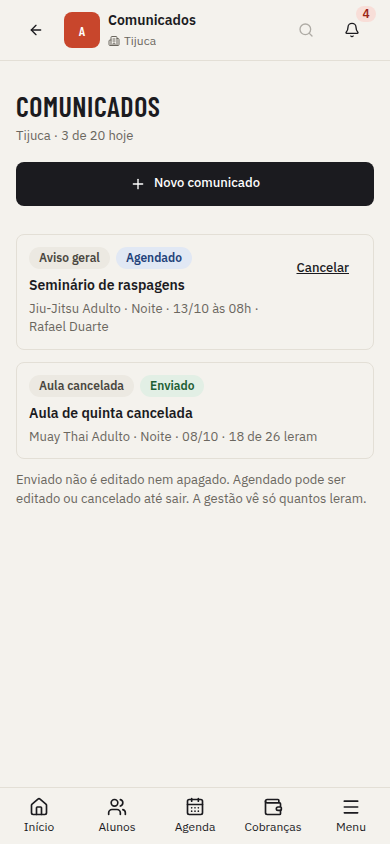 A
Comunicados
Tijuca
4
COMUNICADOS
Tijuca · 3 de 20 hoje
Novo comunicado
Aviso geral Agendado
Cancelar
Seminário de raspagens
Jiu-Jitsu Adulto · Noite · 13/10 às 08h ·
Rafael Duarte
Aula cancelada Enviado
Aula de quinta cancelada
Muay Thai Adulto · Noite · 08/10 · 18 de 26 leram
Enviado não é editado nem apagado. Agendado pode ser
editado ou cancelado até sair. A gestão vê só quantos leram.
Início Alunos Agenda Cobranças Menu